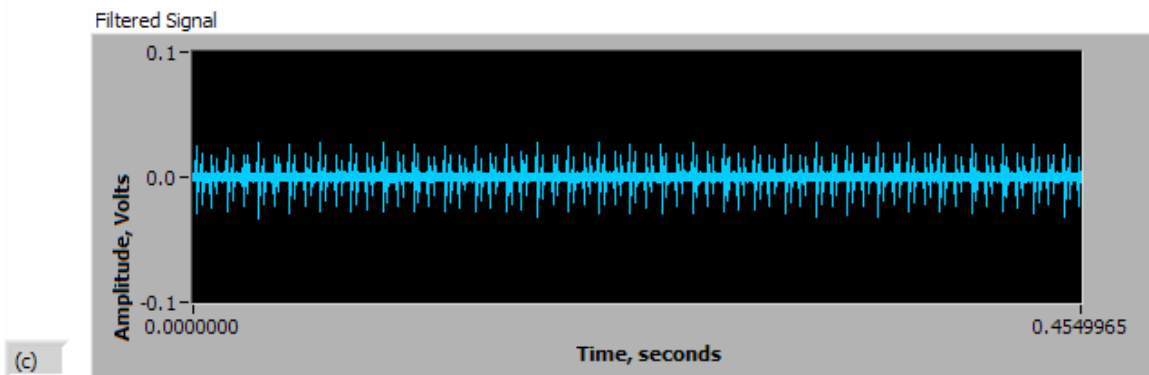 Filtered Signal
0.1
0.0
-0.1
Amplitude, Volts
0.0000000
0.4549965
Time, seconds
(c)